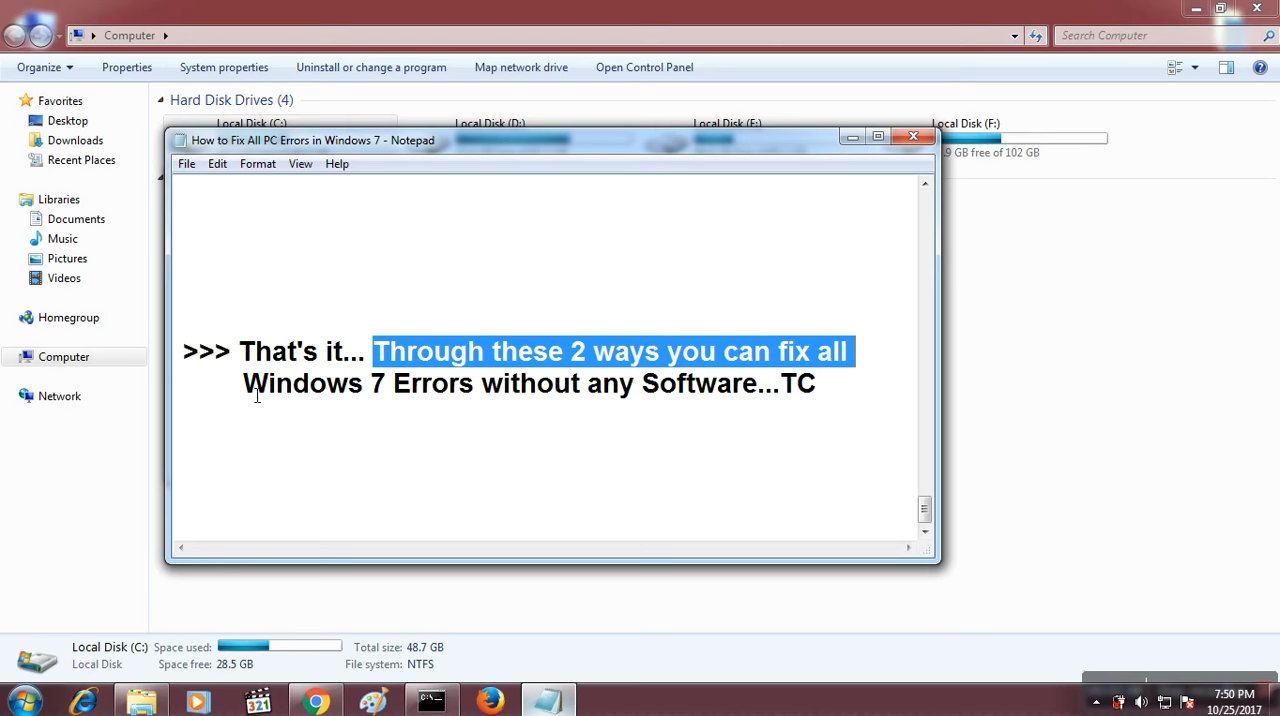 Computer
Search Computer
Organize
Properties
System properties
Uninstall or change a program
Map network drive
Open Control Panel
Favorites
Desktop
Downloads
Recent Places
Libraries
Documents
Music
Pictures
Videos
Homegroup
Computer
Network
Hard Disk Drives (4)
Local Disk (C:)
Local Disk (D:)
Local Disk (E:)
Local Disk (F:)
GB free of 102 GB
How to Fix All PC Errors in Windows 7 - Notepad
File Edit Format View Help
>>> That's it... Through these 2 ways you can fix all
Windows 7 Errors without any Software...TC
Local Disk (C:) Space used: Total size: 48.7 GB
Local Disk Space free: 28.5 GB File system: NTFS
321
C:\
7:50 PM
10/25/2017